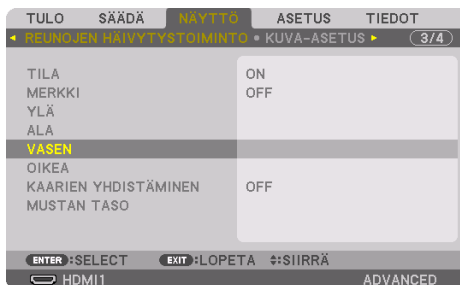 TULO SÄÄDÄ NÄYTTÖ ASETUS TIEDOT
REUNOJEN HÄIVYTYSTOIMINTO • KUVA-ASETUS 3/4
TILA ON
MERKKI OFF
YLÄ
ALA
VASEN
OIKEA
KAARIEN YHDISTÄMINEN OFF
MUSTAN TASO
ENTER :SELECT EXIT :LOPETA :SIIRRÄ
HDMI1 ADVANCED